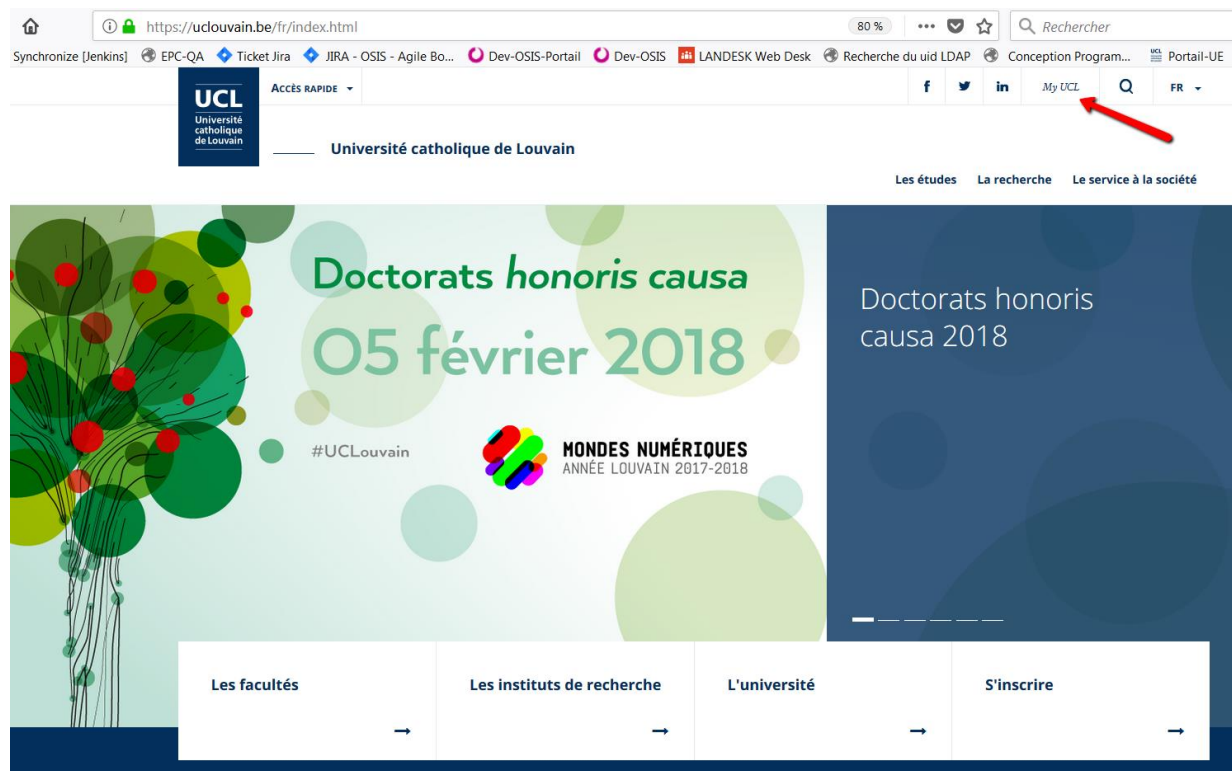 https://uclouvain.be/fr/index.html
80 %
Rechercher
Synchronize [Jenkins] EPC-QA Ticket Jira JIRA - OSIS - Agile Bo... Dev-OSIS-Portail Dev-OSIS LANDESK Web Desk Recherche du uid LDAP Conception Program... UCL Portail-UE
UCL
Université
catholique
de Louvain
Accès rapide
f in My UCL FR
Université catholique de Louvain
Les études La recherche Le service à la société
Doctorats honoris causa
05 février 2018
#UCLouvain
MONDES NUMÉRIQUES
ANNÉE LOUVAIN 2017-2018
Doctorats honoris
causa 2018
Les facultés Les instituts de recherche L'université S'inscrire